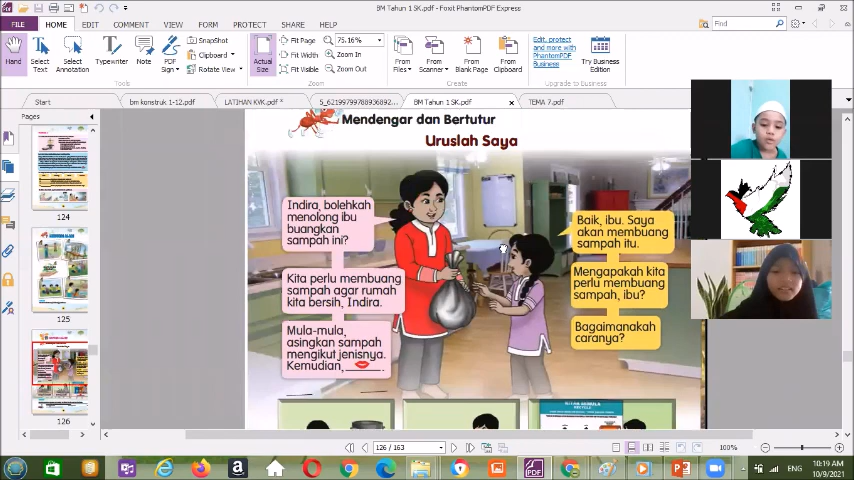 BM Tahun 1 SK.pdf - Foxit PhantomPDF Express
FILE HOME EDIT COMMENT VIEW FORM PROTECT SHARE HELP
Find
Hand
Select Text
Select Annotation
SnapShot
Clipboard
Rotate View
Typewriter
Note
PDF Sign
Tools
Actual Size
Fit Page
Fit Width
Fit Visible
75.16%
Zoom In
Zoom Out
View
From Files
From Scanner
From Blank Page
From Clipboard
Create
Edit, protect
and more with
PhantomPDF
Business
Try Business Edition
Upgrade to Business
Start
bm konstruk 1-12.pdf
LATIHAN KVK.pdf *
BM Tahun 1 SK.pdf
TEMA 7.pdf
Pages
124
125
126
Mendengar dan Bertutur
Uruslah Saya
Indira, bolehkah
menolong ibu
buangkan
sampah ini?
Baik, ibu. Saya
akan membuang
sampah itu.
Kita perlu membuang
sampah agar rumah
kita bersih, Indira.
Mengapakah kita
perlu membuang
sampah, ibu?
Mula-mula,
asingkan sampah
mengikut jenisnya.
Kemudian, ____.
Bagaimanakah
caranya?
126 / 163
100%
ENG
10:19 AM
10/9/2021